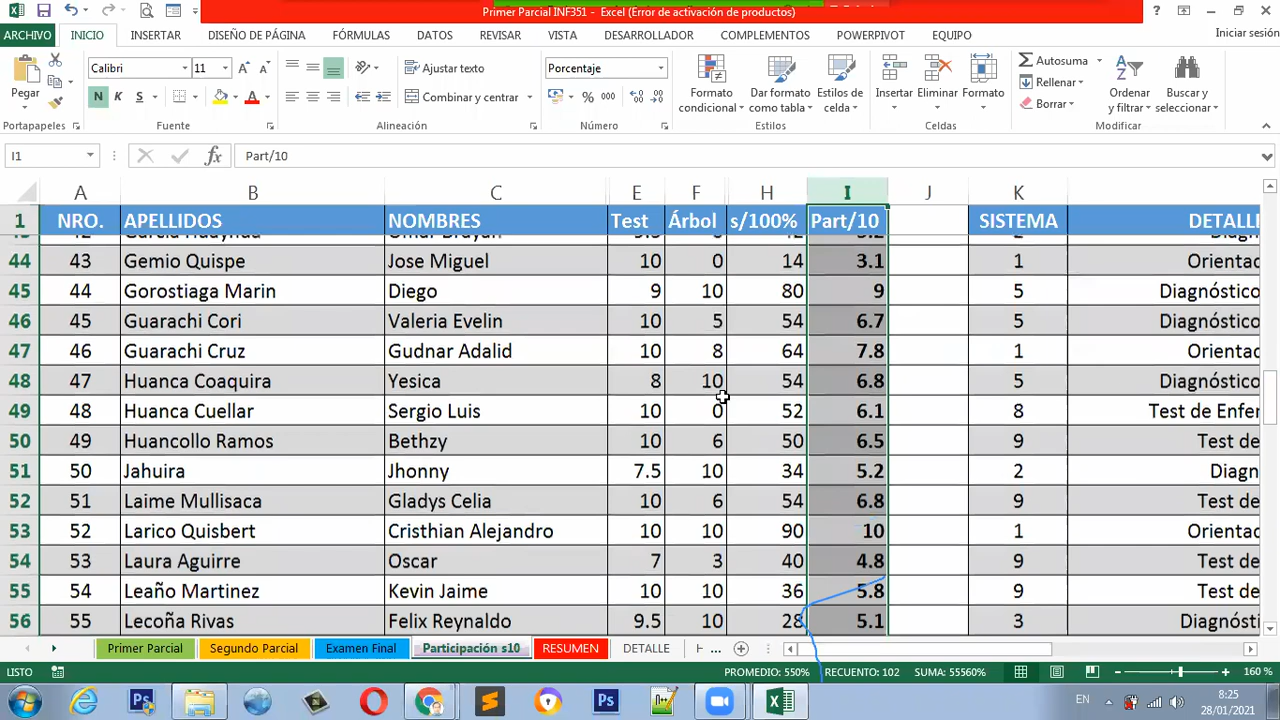 Primer Parcial INF351 - Excel (Error de activación de productos)
ARCHIVO INICIO INSERTAR DISEÑO DE PÁGINA FÓRMULAS DATOS REVISAR VISTA DESARROLLADOR COMPLEMENTOS POWERPIVOT EQUIPO Iniciar sesión
Calibri 11 Ajustar texto Porcentaje Autosuma
Pegar N K S Combinar y centrar % 000 Formato condicional Dar formato como tabla Estilos de celda Insertar Eliminar Formato Rellenar Borrar Ordenar y filtrar Buscar y seleccionar
Portapapeles Fuente Alineación Número Estilos Celdas Modificar
I1 fx Part/10
A B C E F H I J K
1 NRO. APELLIDOS NOMBRES Test Árbol s/100% Part/10 SISTEMA DETALLE
44 43 Gemio Quispe Jose Miguel 10 0 14 3.1 1 Orientac
45 44 Gorostiaga Marin Diego 9 10 80 9 5 Diagnóstico
46 45 Guarachi Cori Valeria Evelin 10 5 54 6.7 5 Diagnóstico
47 46 Guarachi Cruz Gudnar Adalid 10 8 64 7.8 1 Orientac
48 47 Huanca Coaquira Yesica 8 10 54 6.8 5 Diagnóstico
49 48 Huanca Cuellar Sergio Luis 10 0 52 6.1 8 Test de Enfer
50 49 Huancollo Ramos Bethzy 10 6 50 6.5 9 Test de
51 50 Jahuira Jhonny 7.5 10 34 5.2 2 Diagn
52 51 Laime Mullisaca Gladys Celia 10 6 54 6.8 9 Test de
53 52 Larico Quisbert Cristhian Alejandro 10 10 90 10 1 Orientac
54 53 Laura Aguirre Oscar 7 3 40 4.8 9 Test de
55 54 Leaño Martinez Kevin Jaime 10 10 36 5.8 9 Test de
56 55 Lecoña Rivas Felix Reynaldo 9.5 10 28 5.1 3 Diagnósti
Primer Parcial Segundo Parcial Examen Final Participación s10 RESUMEN DETALLE ...
LISTO PROMEDIO: 550% RECUENTO: 102 SUMA: 55560% 160 %
EN 8:25
28/01/2021